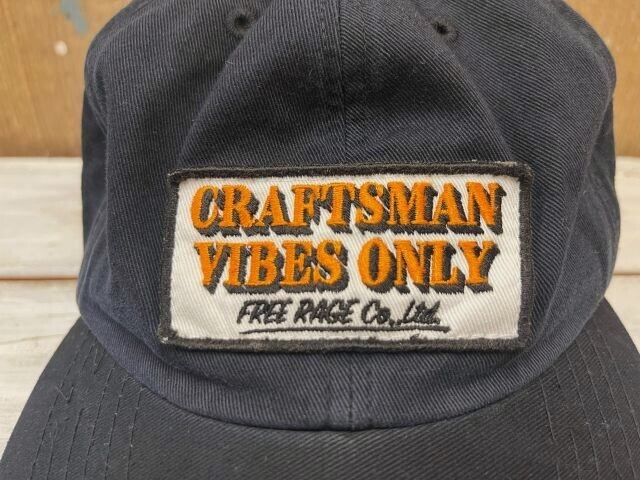 CRAFTSMAN
VIBES ONLY
FREE RAGE Co.,Ltd.